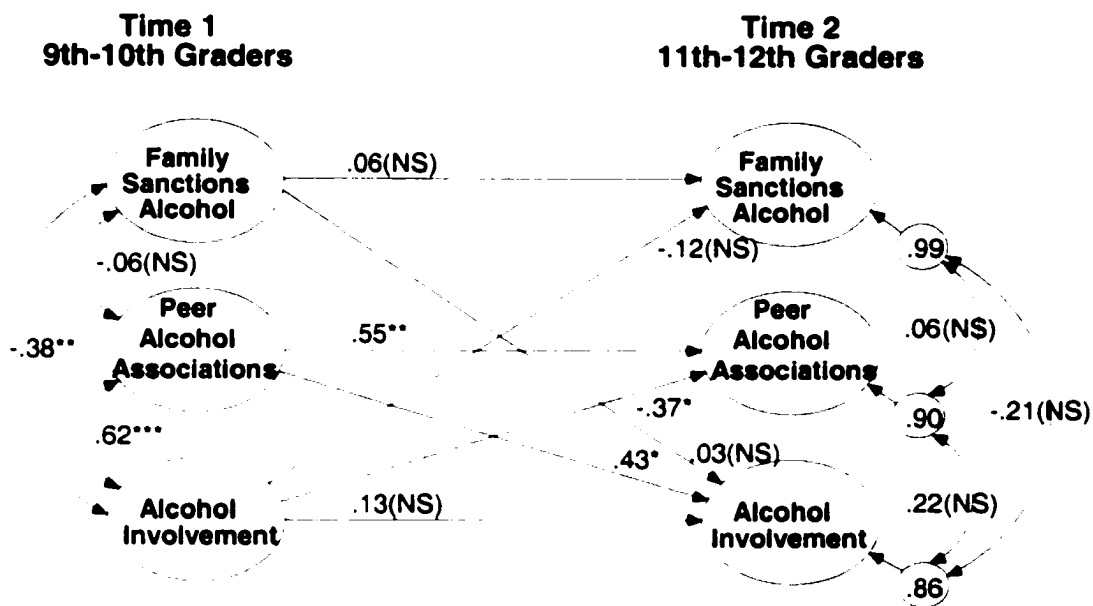 Time 1
9th-10th Graders
Time 2
11th-12th Graders
Family
Sanctions
Alcohol
.06(NS)
Family
Sanctions
Alcohol
-.06(NS)
-.12(NS)
.99
Peer
Alcohol
Associations
-.38**
.55**
Peer
Alcohol
Associations
.06(NS)
-.37*
.90
-.21(NS)
.62***
.43*
.03(NS)
Alcohol
Involvement
.13(NS)
Alcohol
Involvement
.22(NS)
.86